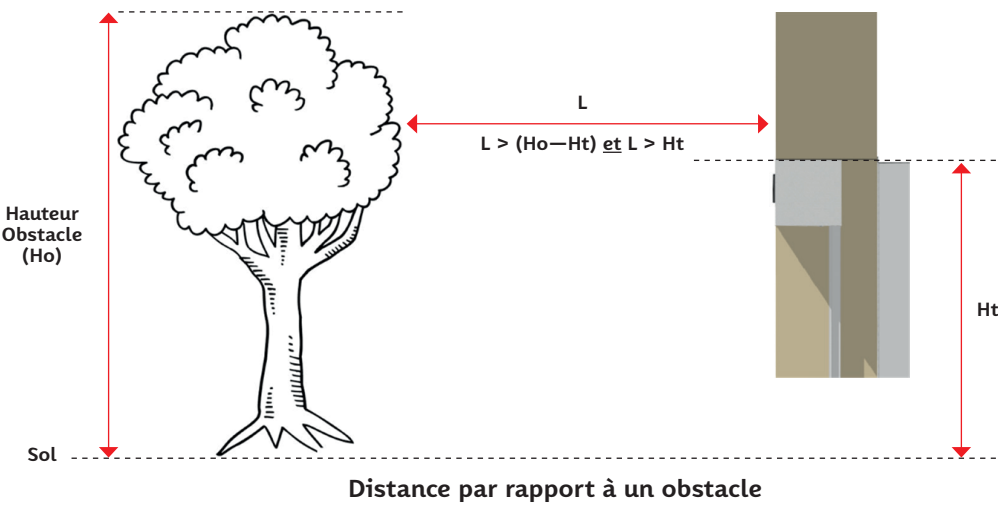 L
L > (Ho—Ht) et L > Ht
Hauteur
Obstacle
(Ho)
Ht
Sol
Distance par rapport à un obstacle